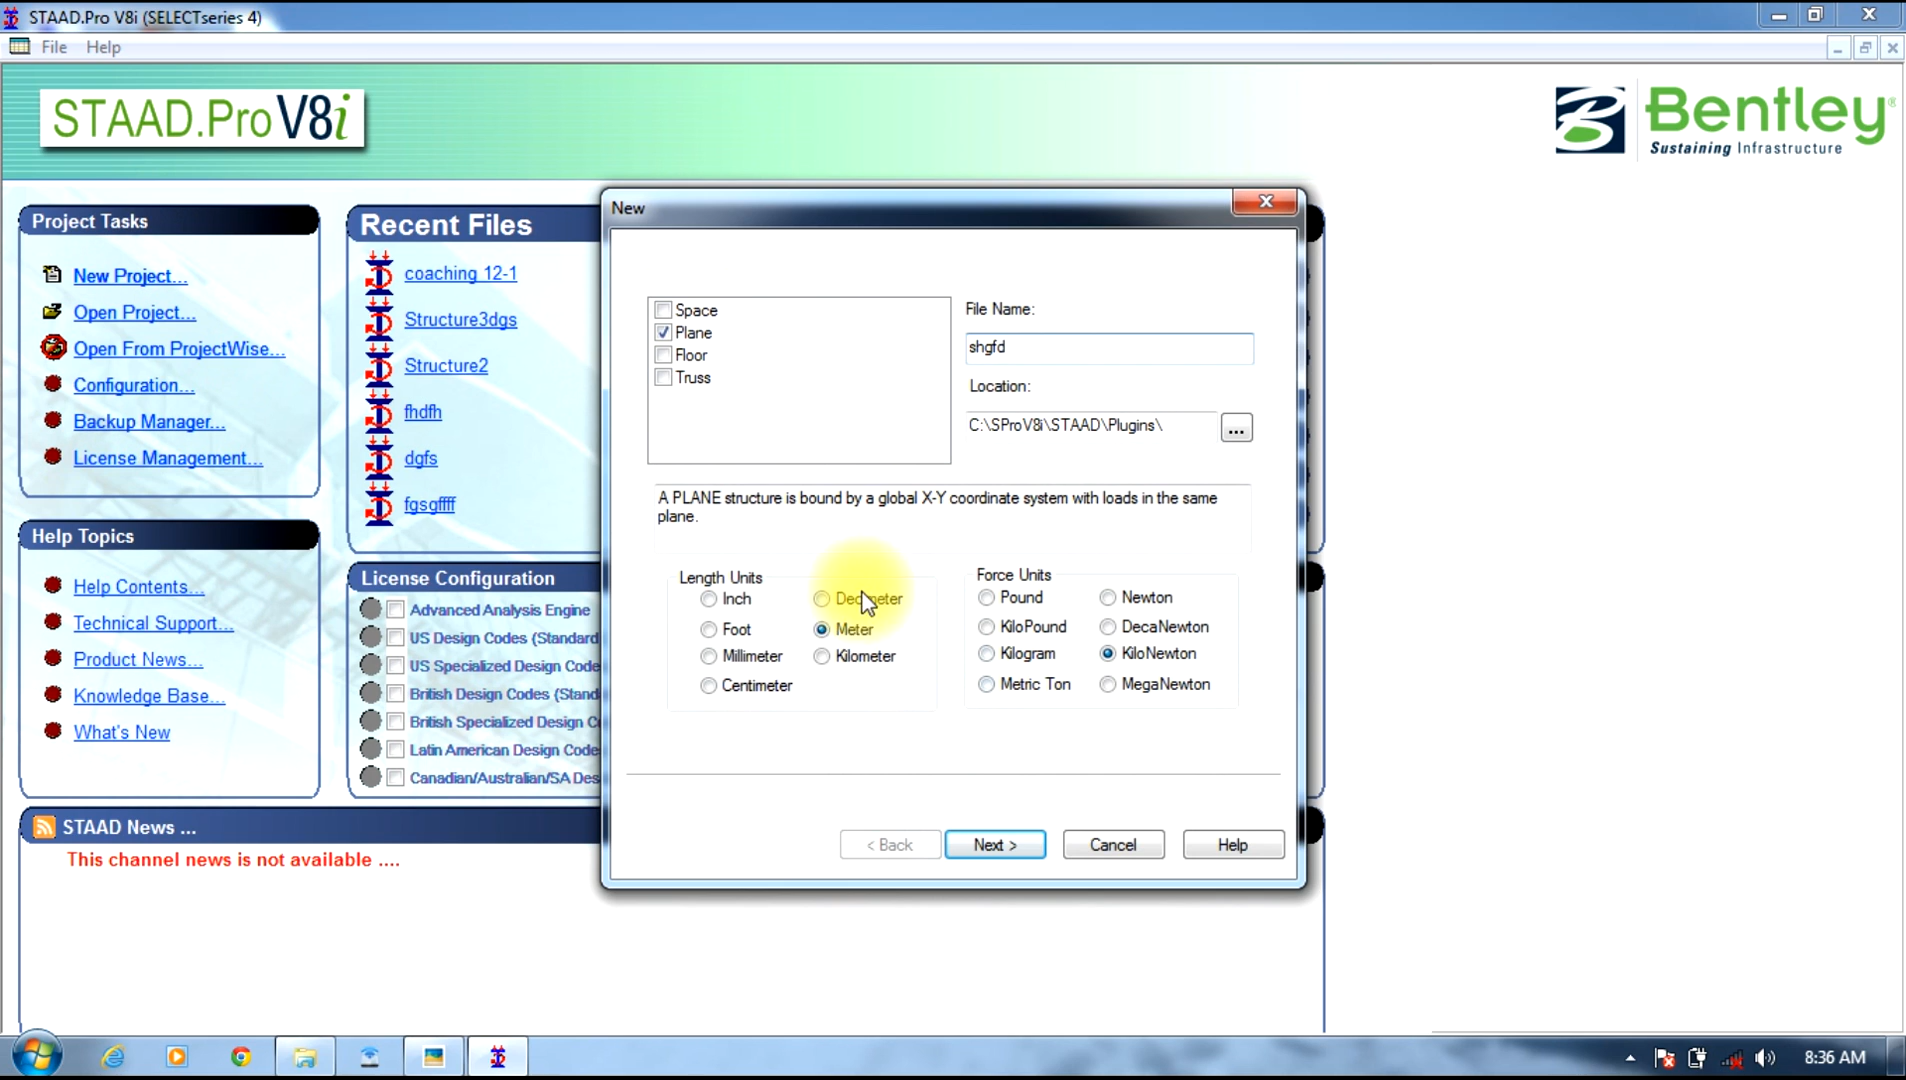 STAAD.Pro V8i (SELECTseries 4)
File Help
STAAD.Pro V8i
Bentley®
Sustaining Infrastructure
Project Tasks
New Project...
Open Project...
Open From ProjectWise...
Configuration...
Backup Manager...
License Management...
Help Topics
Help Contents...
Technical Support...
Product News...
Knowledge Base...
What's New
Recent Files
coaching 12-1
Structure3dgs
Structure2
fhdfh
dgfs
fgsgffff
License Configuration
Advanced Analysis Engine
US Design Codes (Standard
US Specialized Design Code
British Design Codes (Stand
British Specialized Design C
Latin American Design Code
Canadian/Australian/SA Des
STAAD News ...
This channel news is not available ....
New
Space
Plane
Floor
Truss
File Name:
shgfd
Location:
C:\SProV8i\STAAD\Plugins\
...
A PLANE structure is bound by a global X-Y coordinate system with loads in the same
plane.
Length Units
Inch
Foot
Millimeter
Centimeter
Decimeter
Meter
Kilometer
Force Units
Pound
KiloPound
Kilogram
Metric Ton
Newton
DecaNewton
KiloNewton
MegaNewton
< Back
Next >
Cancel
Help
8:36 AM